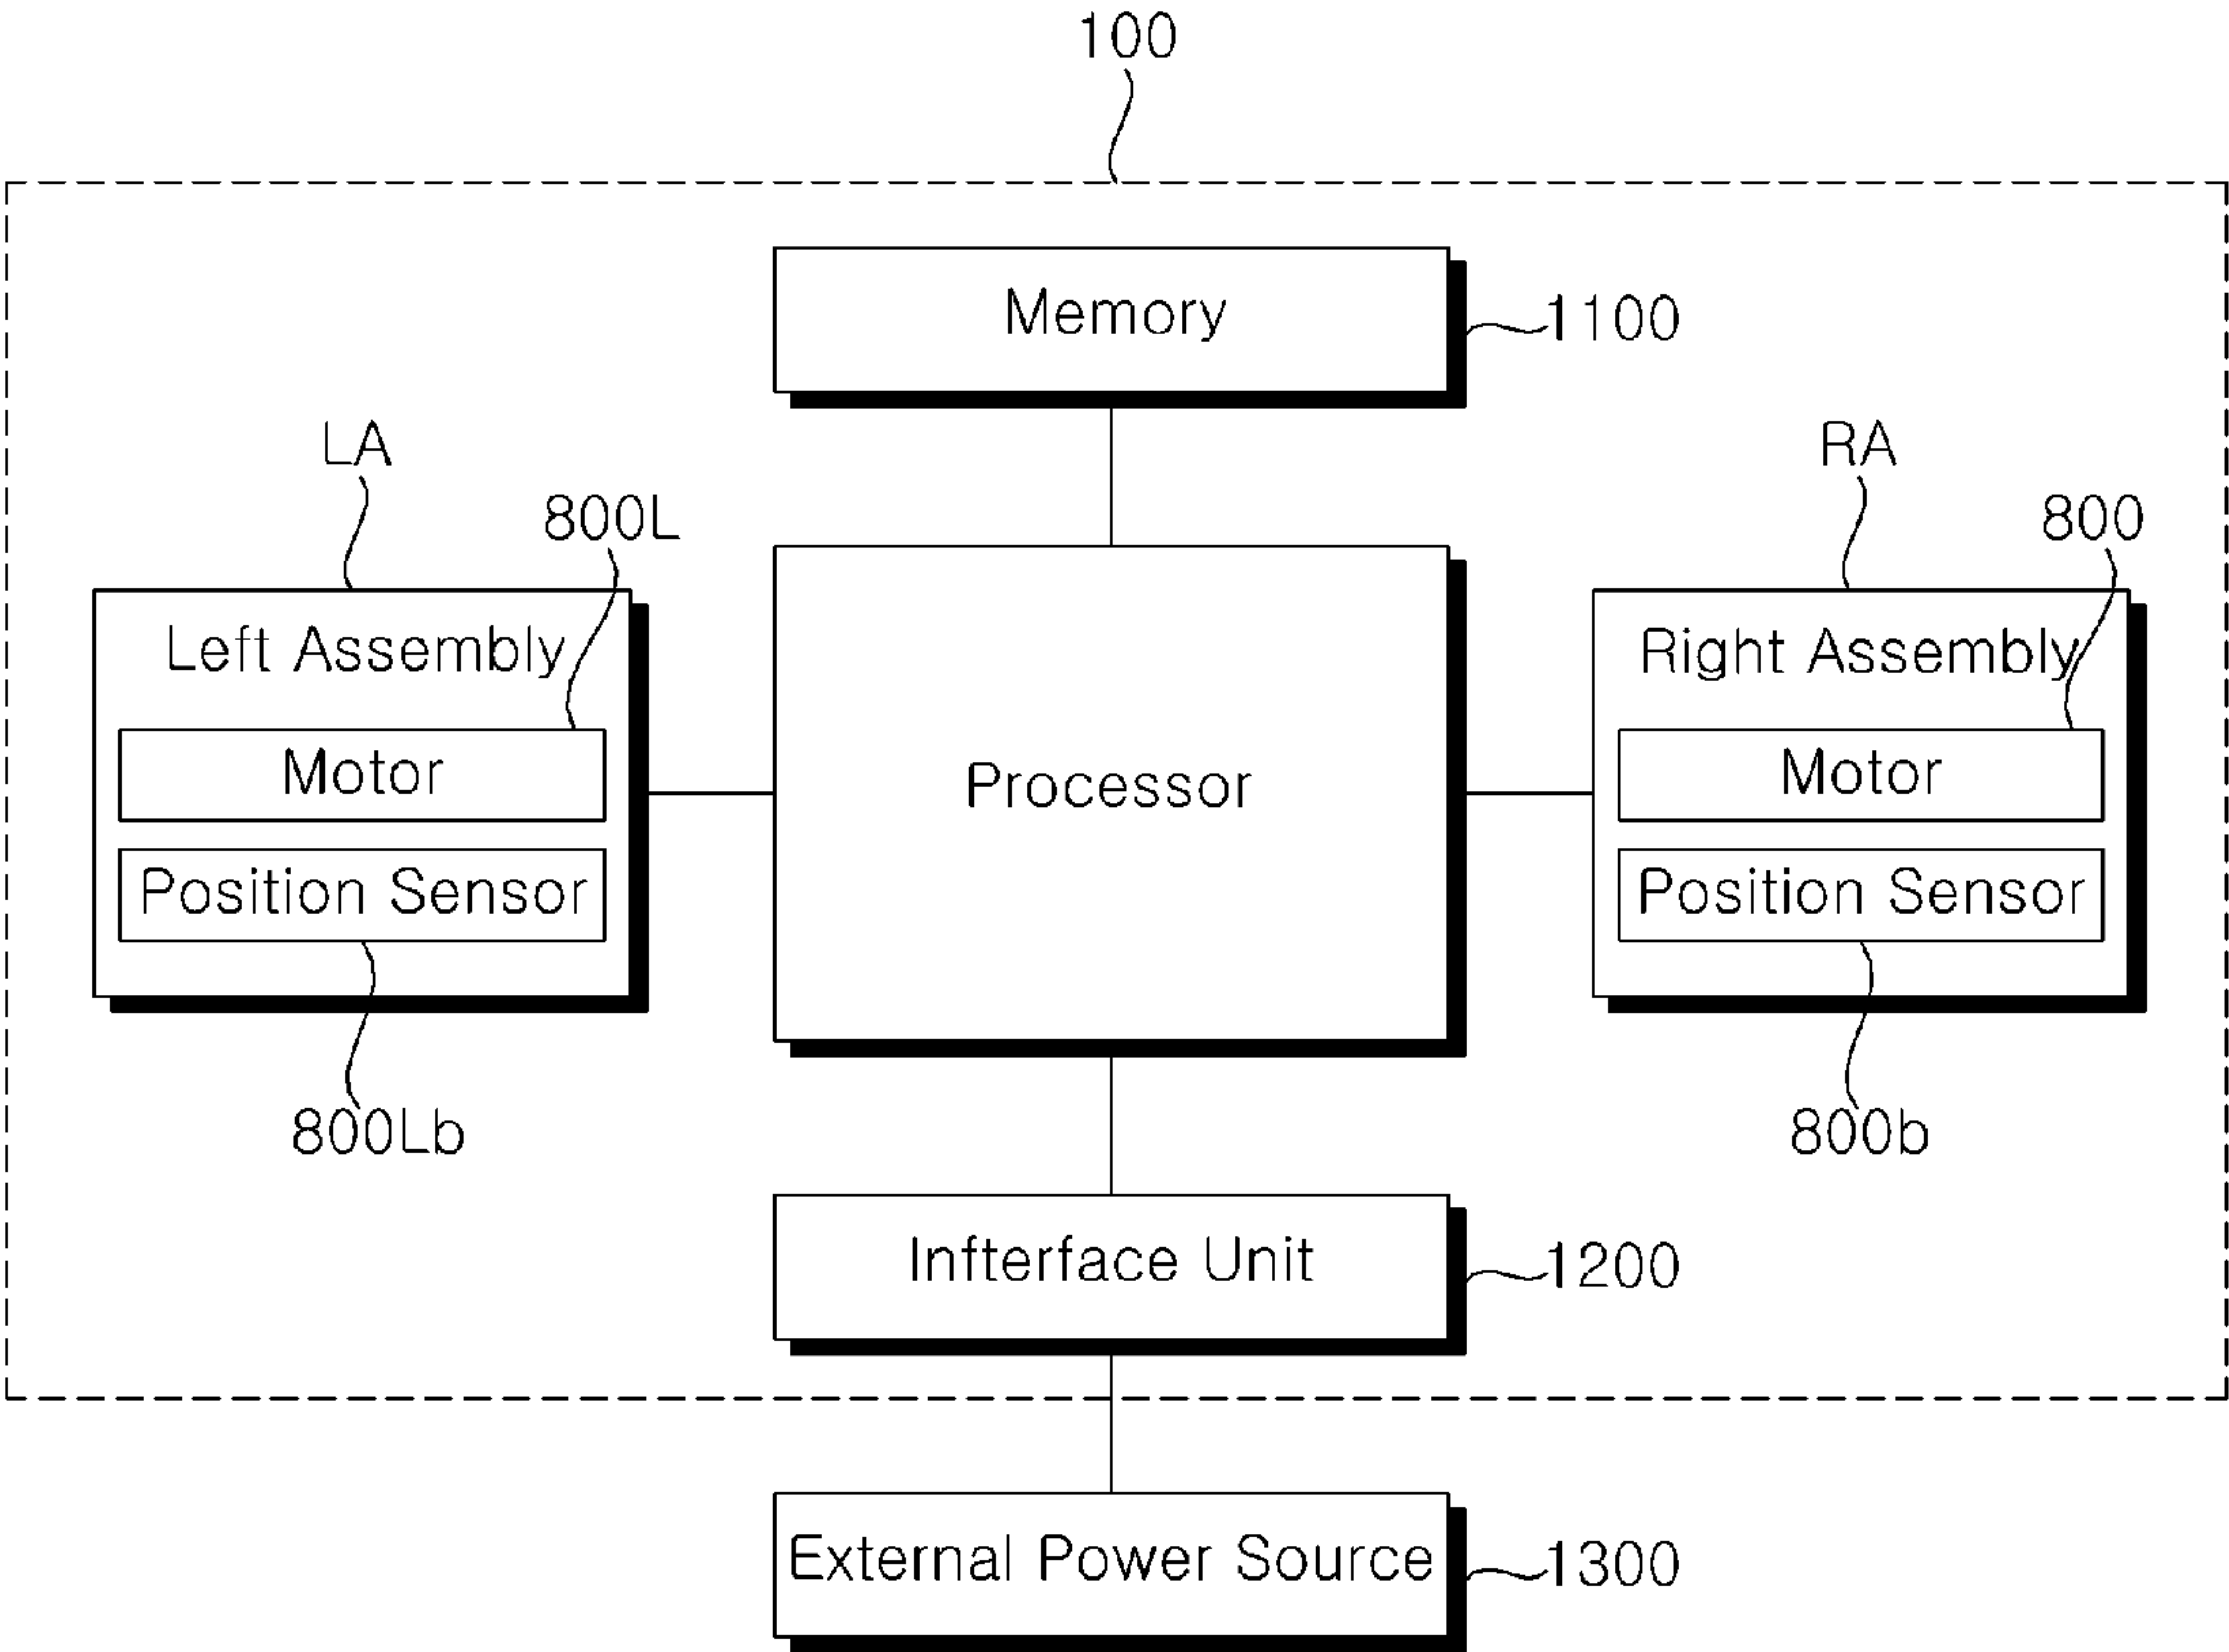 100
Memory
1100
LA
RA
800L
800
Left Assembly
Right Assembly
Processor
Motor
Motor
Position Sensor
Position Sensor
800Lb
800b
Infterface Unit
1200
External Power Source
1300